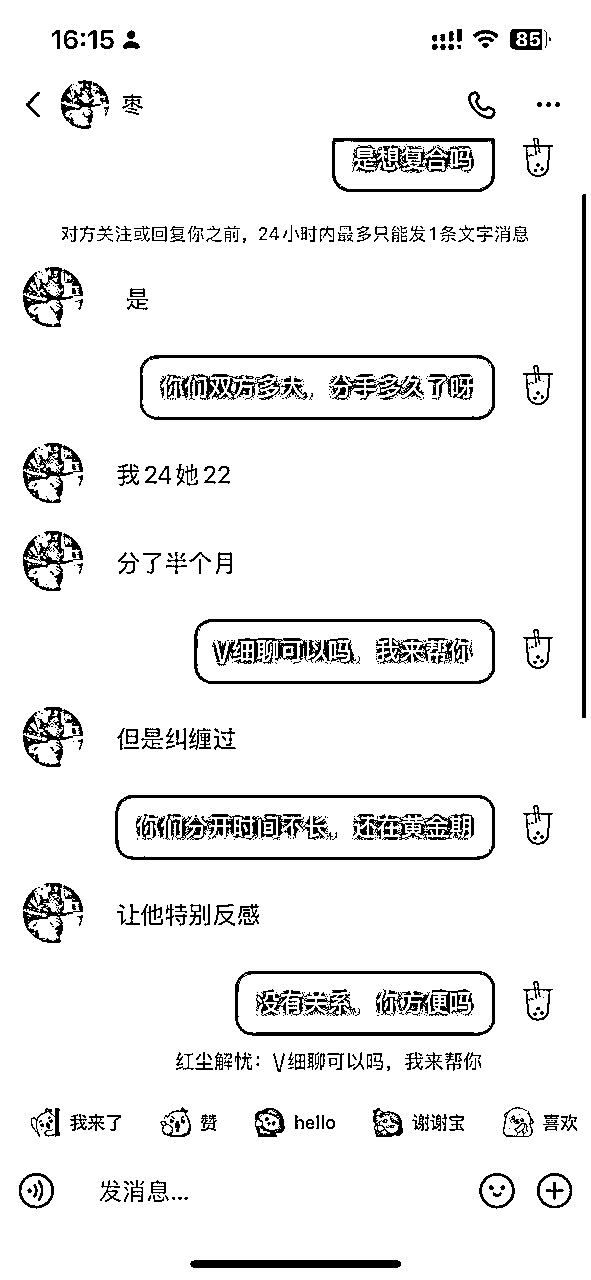 16:15
85
枣
是想复合吗
对方关注或回复你之前，24小时内最多只能发1条文字消息
是
你们双方多大，分手多久了呀
我24她22
分了半个月
V细聊可以吗，我来帮你
但是纠缠过
你们分开时间不长，还在黄金期
让他特别反感
没有关系，你方便吗
红尘解忧：V细聊可以吗，我来帮你
我来了
赞
hello
谢谢宝
喜欢
发消息...